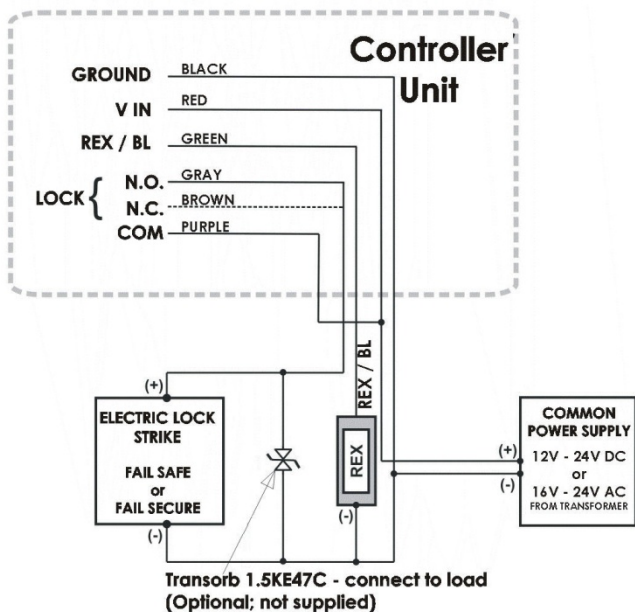 Controller
Unit
GROUND BLACK
V IN RED
REX / BL GREEN
LOCK { N.O. GRAY
N.C. BROWN
COM PURPLE
REX / BL
(+)
ELECTRIC LOCK
STRIKE
FAIL SAFE
or
FAIL SECURE
(-)
REX
(-)
(+)
(-)
COMMON
POWER SUPPLY
12V - 24V DC
or
16V - 24V AC
FROM TRANSFORMER
Transorb 1.5KE47C - connect to load
(Optional; not supplied)